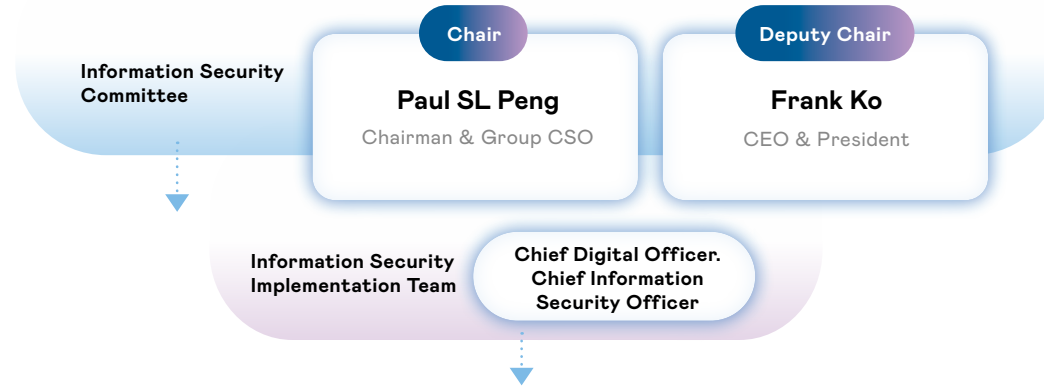 Chair
Deputy Chair
Information Security
Committee
Paul SL Peng
Chairman & Group CSO
Frank Ko
CEO & President
Information Security
Implementation Team
Chief Digital Officer.
Chief Information
Security Officer